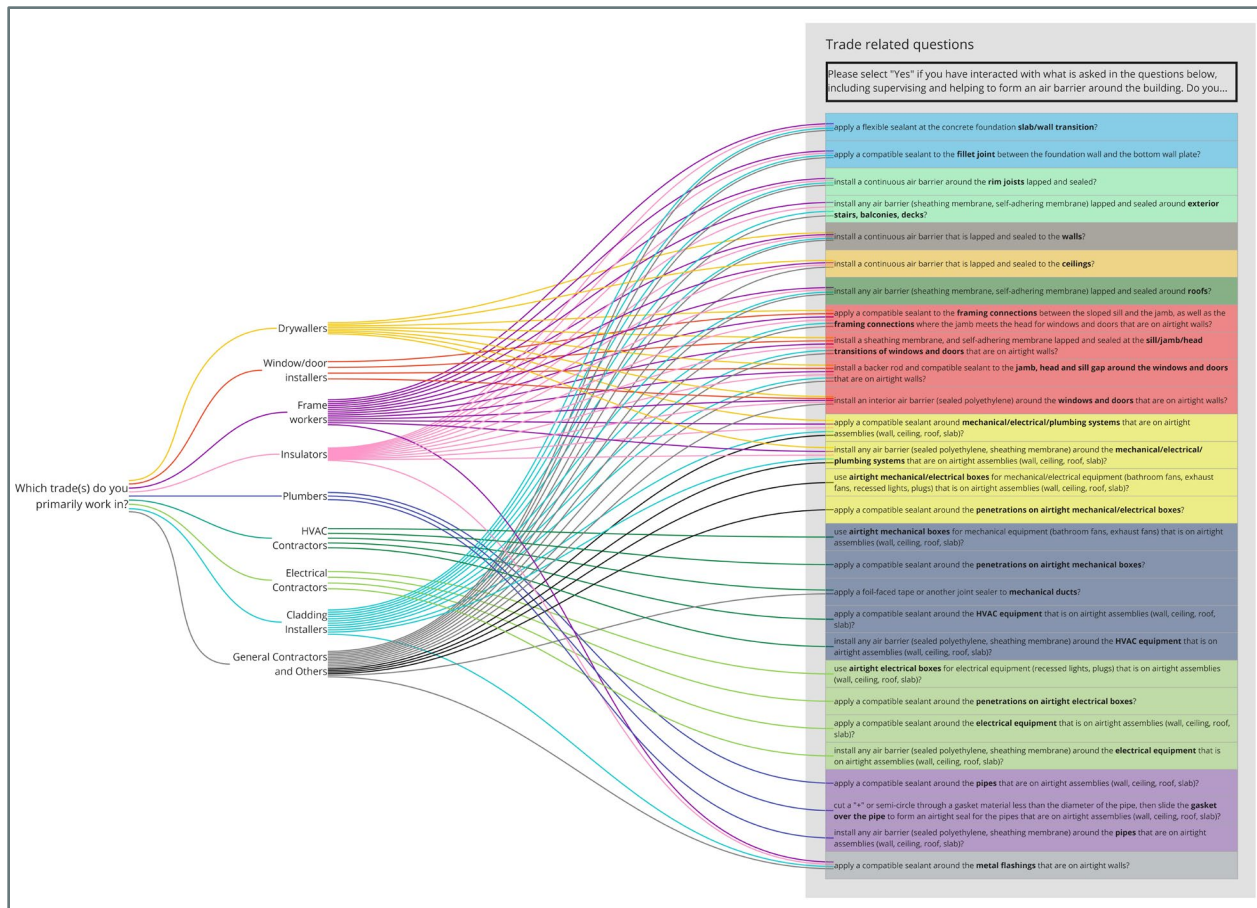 Trade related questions
Please select "Yes" if you have interacted with what is asked in the questions below,
including supervising and helping to form an air barrier around the building. Do you...
Which trade(s) do you
primarily work in?
Drywallers
Window/door
installers
Frame
workers
Insulators
Plumbers
HVAC
Contractors
Electrical
Contractors
Cladding
Installers
General Contractors
and Others
apply a flexible sealant at the concrete foundation slab/wall transition?
apply a compatible sealant to the fillet joint between the foundation wall and the bottom wall plate?
install a continuous air barrier around the rim joists lapped and sealed?
install any air barrier (sheathing membrane, self-adhering membrane) lapped and sealed around exterior
stairs, balconies, decks?
install a continuous air barrier that is lapped and sealed to the walls?
install a continuous air barrier that is lapped and sealed to the ceilings?
install any air barrier (sheathing membrane, self-adhering membrane) lapped and sealed around roofs?
apply a compatible sealant to the framing connections between the sloped sill and the jamb, as well as the
framing connections where the jamb meets the head for windows and doors that are on airtight walls?
install a sheathing membrane, and self-adhering membrane lapped and sealed at the sill/jamb/head
transitions of windows and doors that are on airtight walls?
install a backer rod and compatible sealant to the jamb, head and sill gap around the windows and doors
that are on airtight walls?
install an interior air barrier (sealed polyethylene) around the windows and doors that are on airtight walls?
apply a compatible sealant around mechanical/electrical/plumbing systems that are on airtight
assemblies (wall, ceiling, roof, slab)?
install any air barrier (sealed polyethylene, sheathing membrane) around the mechanical/electrical/
plumbing systems that are on airtight assemblies (wall, ceiling, roof, slab)?
use airtight mechanical/electrical boxes for mechanical/electrical equipment (bathroom fans, exhaust
fans, recessed lights, plugs) that is on airtight assemblies (wall, ceiling, roof, slab)?
apply a compatible sealant around the penetrations on airtight mechanical/electrical boxes?
use airtight mechanical boxes for mechanical equipment (bathroom fans, exhaust fans) that is on airtight
assemblies (wall, ceiling, roof, slab)?
apply a compatible sealant around the penetrations on airtight mechanical boxes?
apply a foil-faced tape or another joint sealer to mechanical ducts?
apply a compatible sealant around the HVAC equipment that is on airtight assemblies (wall, ceiling, roof,
slab)?
install any air barrier (sealed polyethylene, sheathing membrane) around the HVAC equipment that is on
airtight assemblies (wall, ceiling, roof, slab)?
use airtight electrical boxes for electrical equipment (recessed lights, plugs) that is on airtight assemblies
(wall, ceiling, roof, slab)?
apply a compatible sealant around the penetrations on airtight electrical boxes?
apply a compatible sealant around the electrical equipment that is on airtight assemblies (wall, ceiling, roof,
slab)?
install any air barrier (sealed polyethylene, sheathing membrane) around the electrical equipment that is
on airtight assemblies (wall, ceiling, roof, slab)?
apply a compatible sealant around the pipes that are on airtight assemblies (wall, ceiling, roof, slab)?
cut a "+" or semi-circle through a gasket material less than the diameter of the pipe, then slide the gasket
over the pipe to form an airtight seal for the pipes that are on airtight assemblies (wall, ceiling, roof, slab)?
install any air barrier (sealed polyethylene, sheathing membrane) around the pipes that are on airtight
assemblies (wall, ceiling, roof, slab)?
apply a compatible sealant around the metal flashings that are on airtight walls?